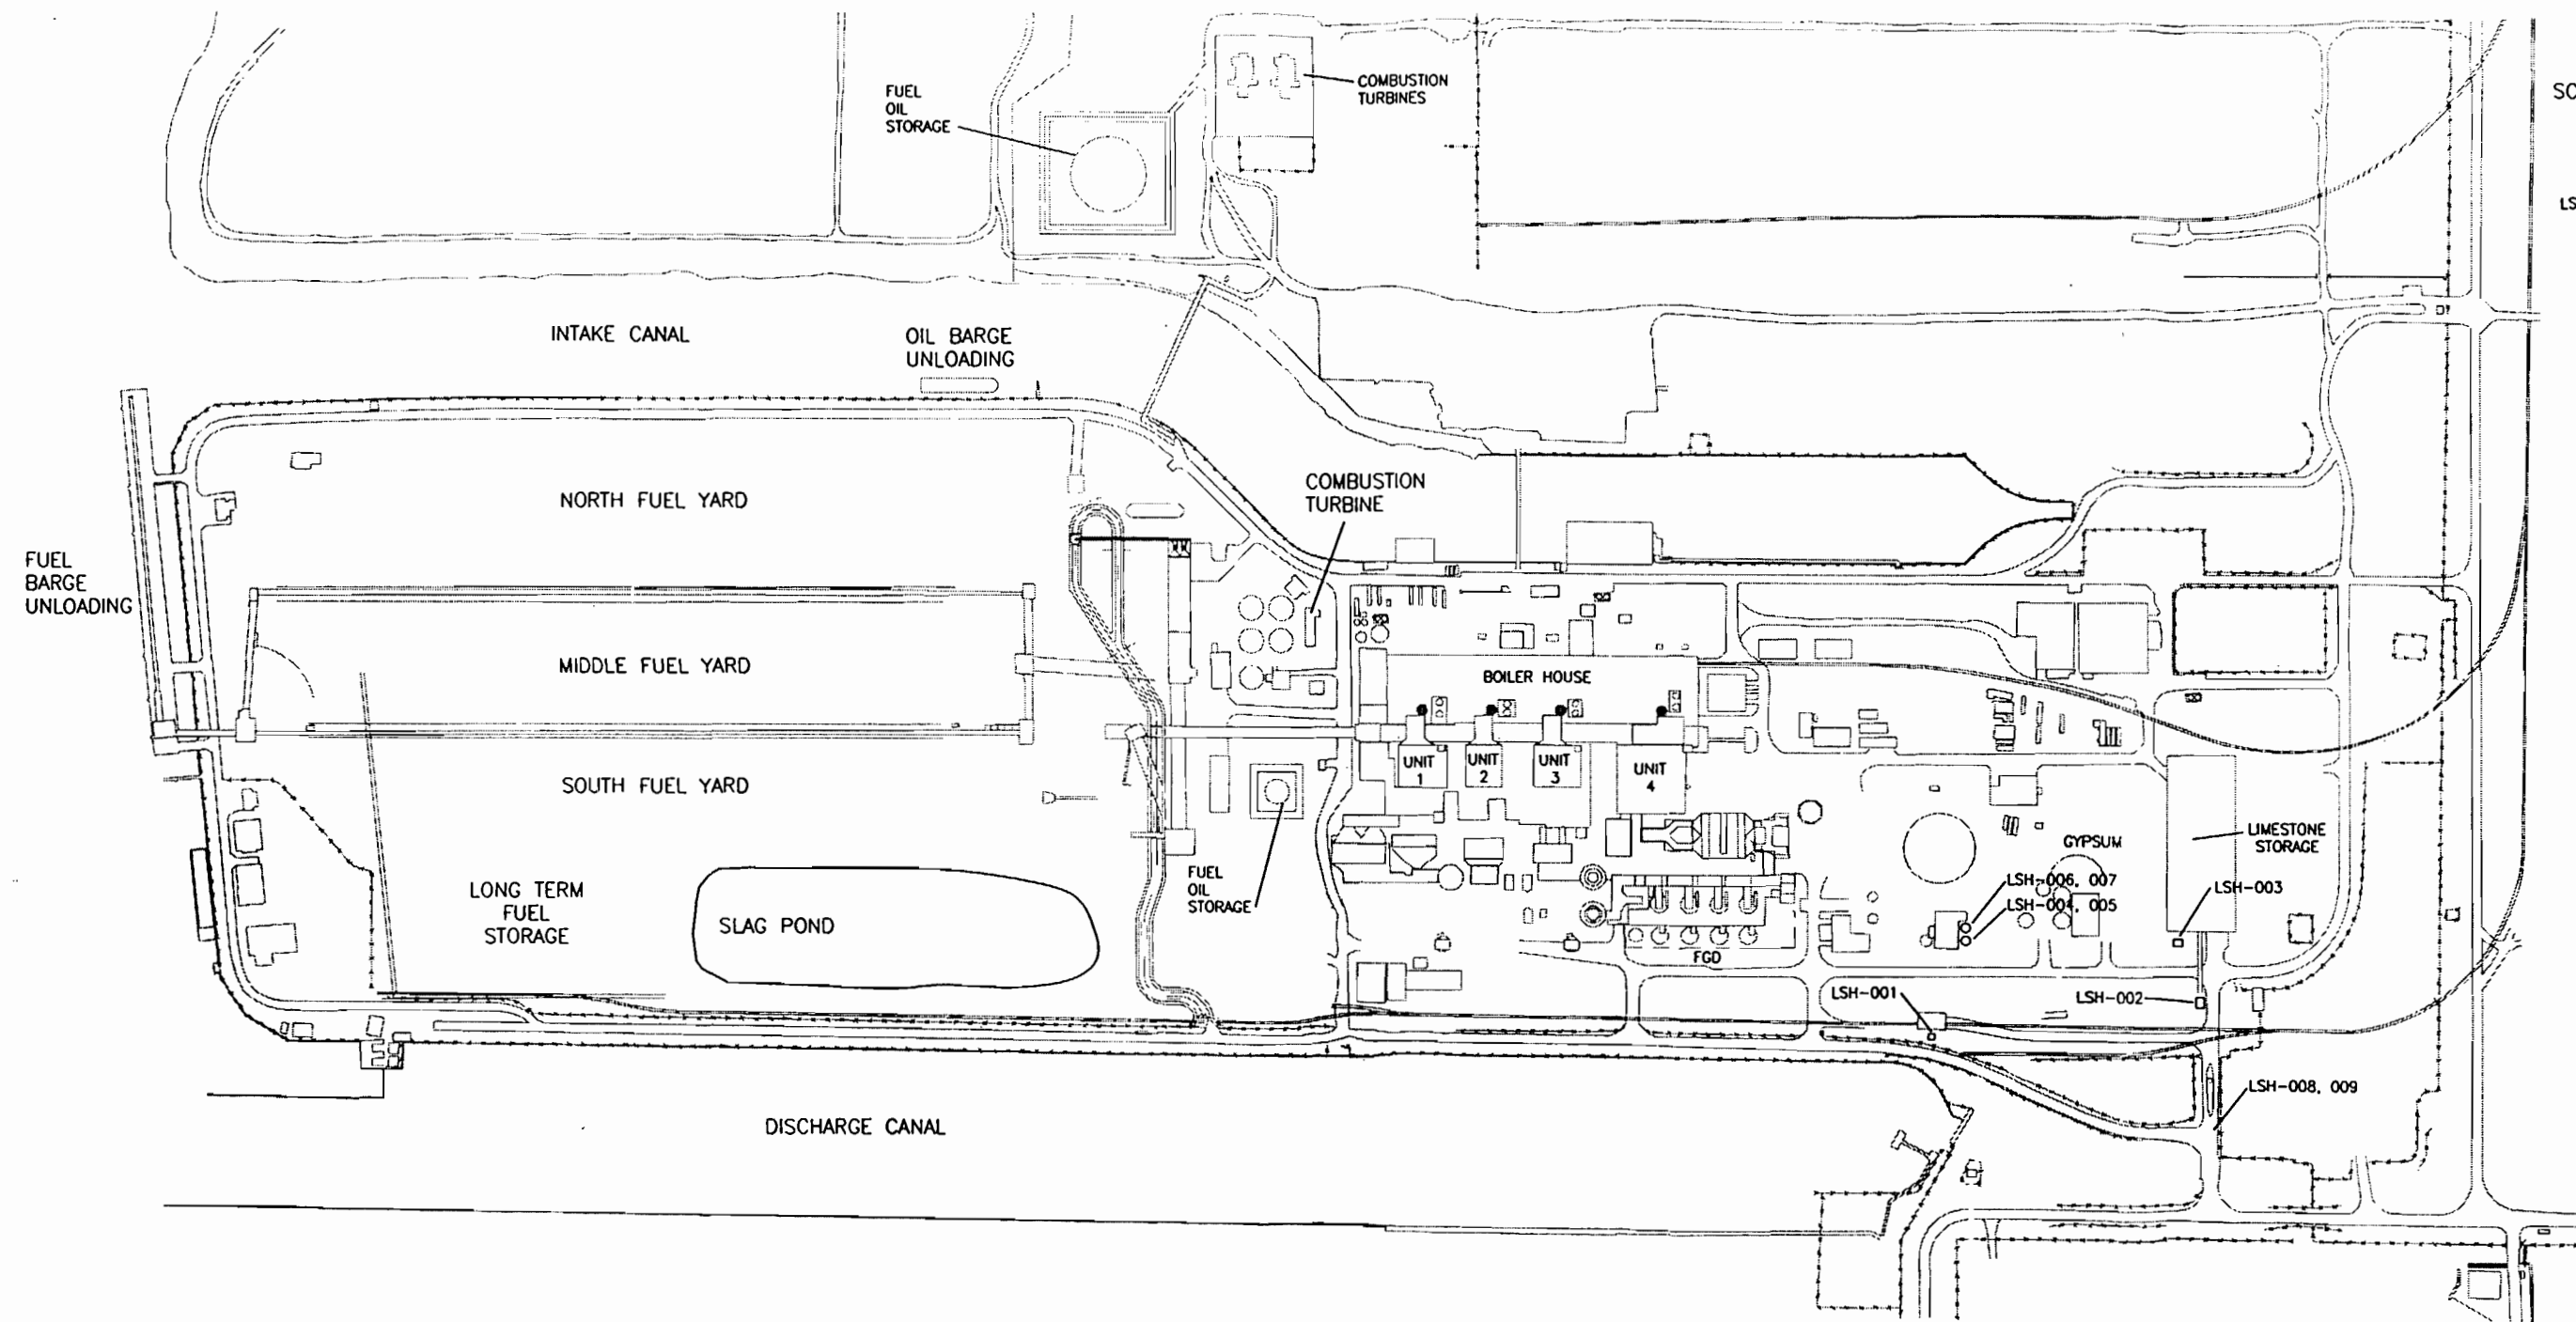 FUEL
OIL
STORAGE
COMBUSTION
TURBINES
SC
LS
INTAKE CANAL
OIL BARGE
UNLOADING
NORTH FUEL YARD
COMBUSTION
TURBINE
FUEL
BARGE
UNLOADING
MIDDLE FUEL YARD
BOILER HOUSE
SOUTH FUEL YARD
UNIT
1
UNIT
2
UNIT
3
UNIT
4
LIMESTONE
STORAGE
GYPSUM
LSH-006, 007
LSH-004, 005
LSH-003
FUEL
OIL
STORAGE
LONG TERM
FUEL
STORAGE
SLAG POND
FGD
LSH-001
LSH-002
LSH-008, 009
DISCHARGE CANAL